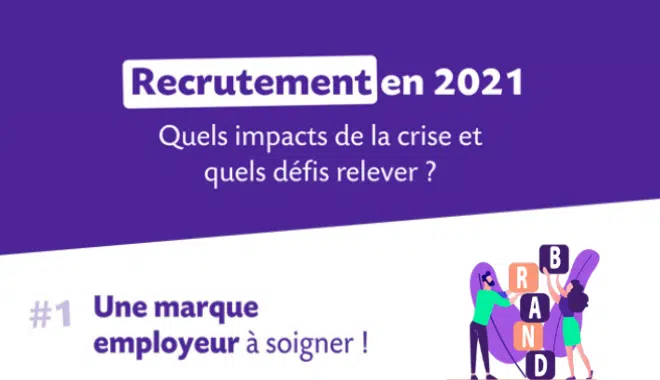 Recrutement en 2021
Quels impacts de la crise et
quels défis relever ?
#1 Une marque
employeur à soigner !
B
R
A
N
D